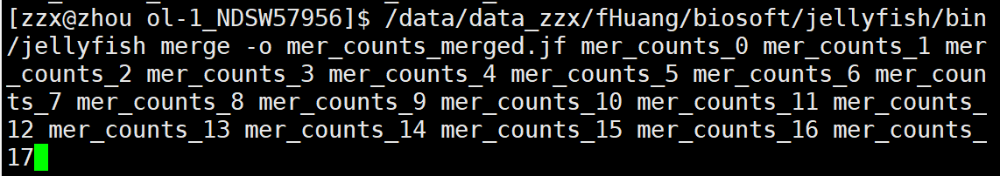 [zzx@zhou ol-1_NDSW57956]$ /data/data_zzx/fHuang/biosoft/jellyfish/bin
/jellyfish merge -o mer_counts_merged.jf mer_counts_0 mer_counts_1 mer
_counts_2 mer_counts_3 mer_counts_4 mer_counts_5 mer_counts_6 mer_coun
ts_7 mer_counts_8 mer_counts_9 mer_counts_10 mer_counts_11 mer_counts_
12 mer_counts_13 mer_counts_14 mer_counts_15 mer_counts_16 mer_counts_
17